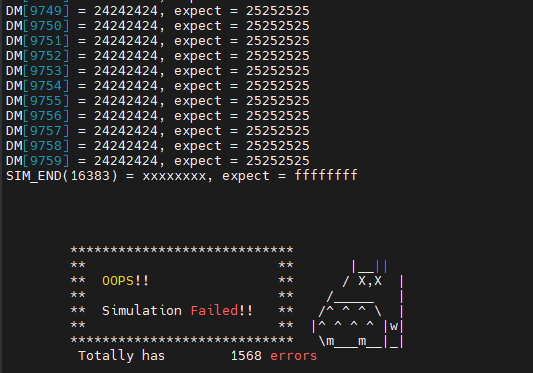 DM[9749] = 24242424, expect = 25252525
DM[9750] = 24242424, expect = 25252525
DM[9751] = 24242424, expect = 25252525
DM[9752] = 24242424, expect = 25252525
DM[9753] = 24242424, expect = 25252525
DM[9754] = 24242424, expect = 25252525
DM[9755] = 24242424, expect = 25252525
DM[9756] = 24242424, expect = 25252525
DM[9757] = 24242424, expect = 25252525
DM[9758] = 24242424, expect = 25252525
DM[9759] = 24242424, expect = 25252525
SIM_END(16383) = xxxxxxxx, expect = ffffffff
        ****************************
        **                        **       |__||
        **  OOPS!!                **      / X,X  |
        **                        **    /_____   |
        **  Simulation Failed!!   **   /^ ^ ^ \  |
        **                        **  |^ ^ ^ ^ |w|
        ****************************   \m___m__|_|
         Totally has        1568 errors